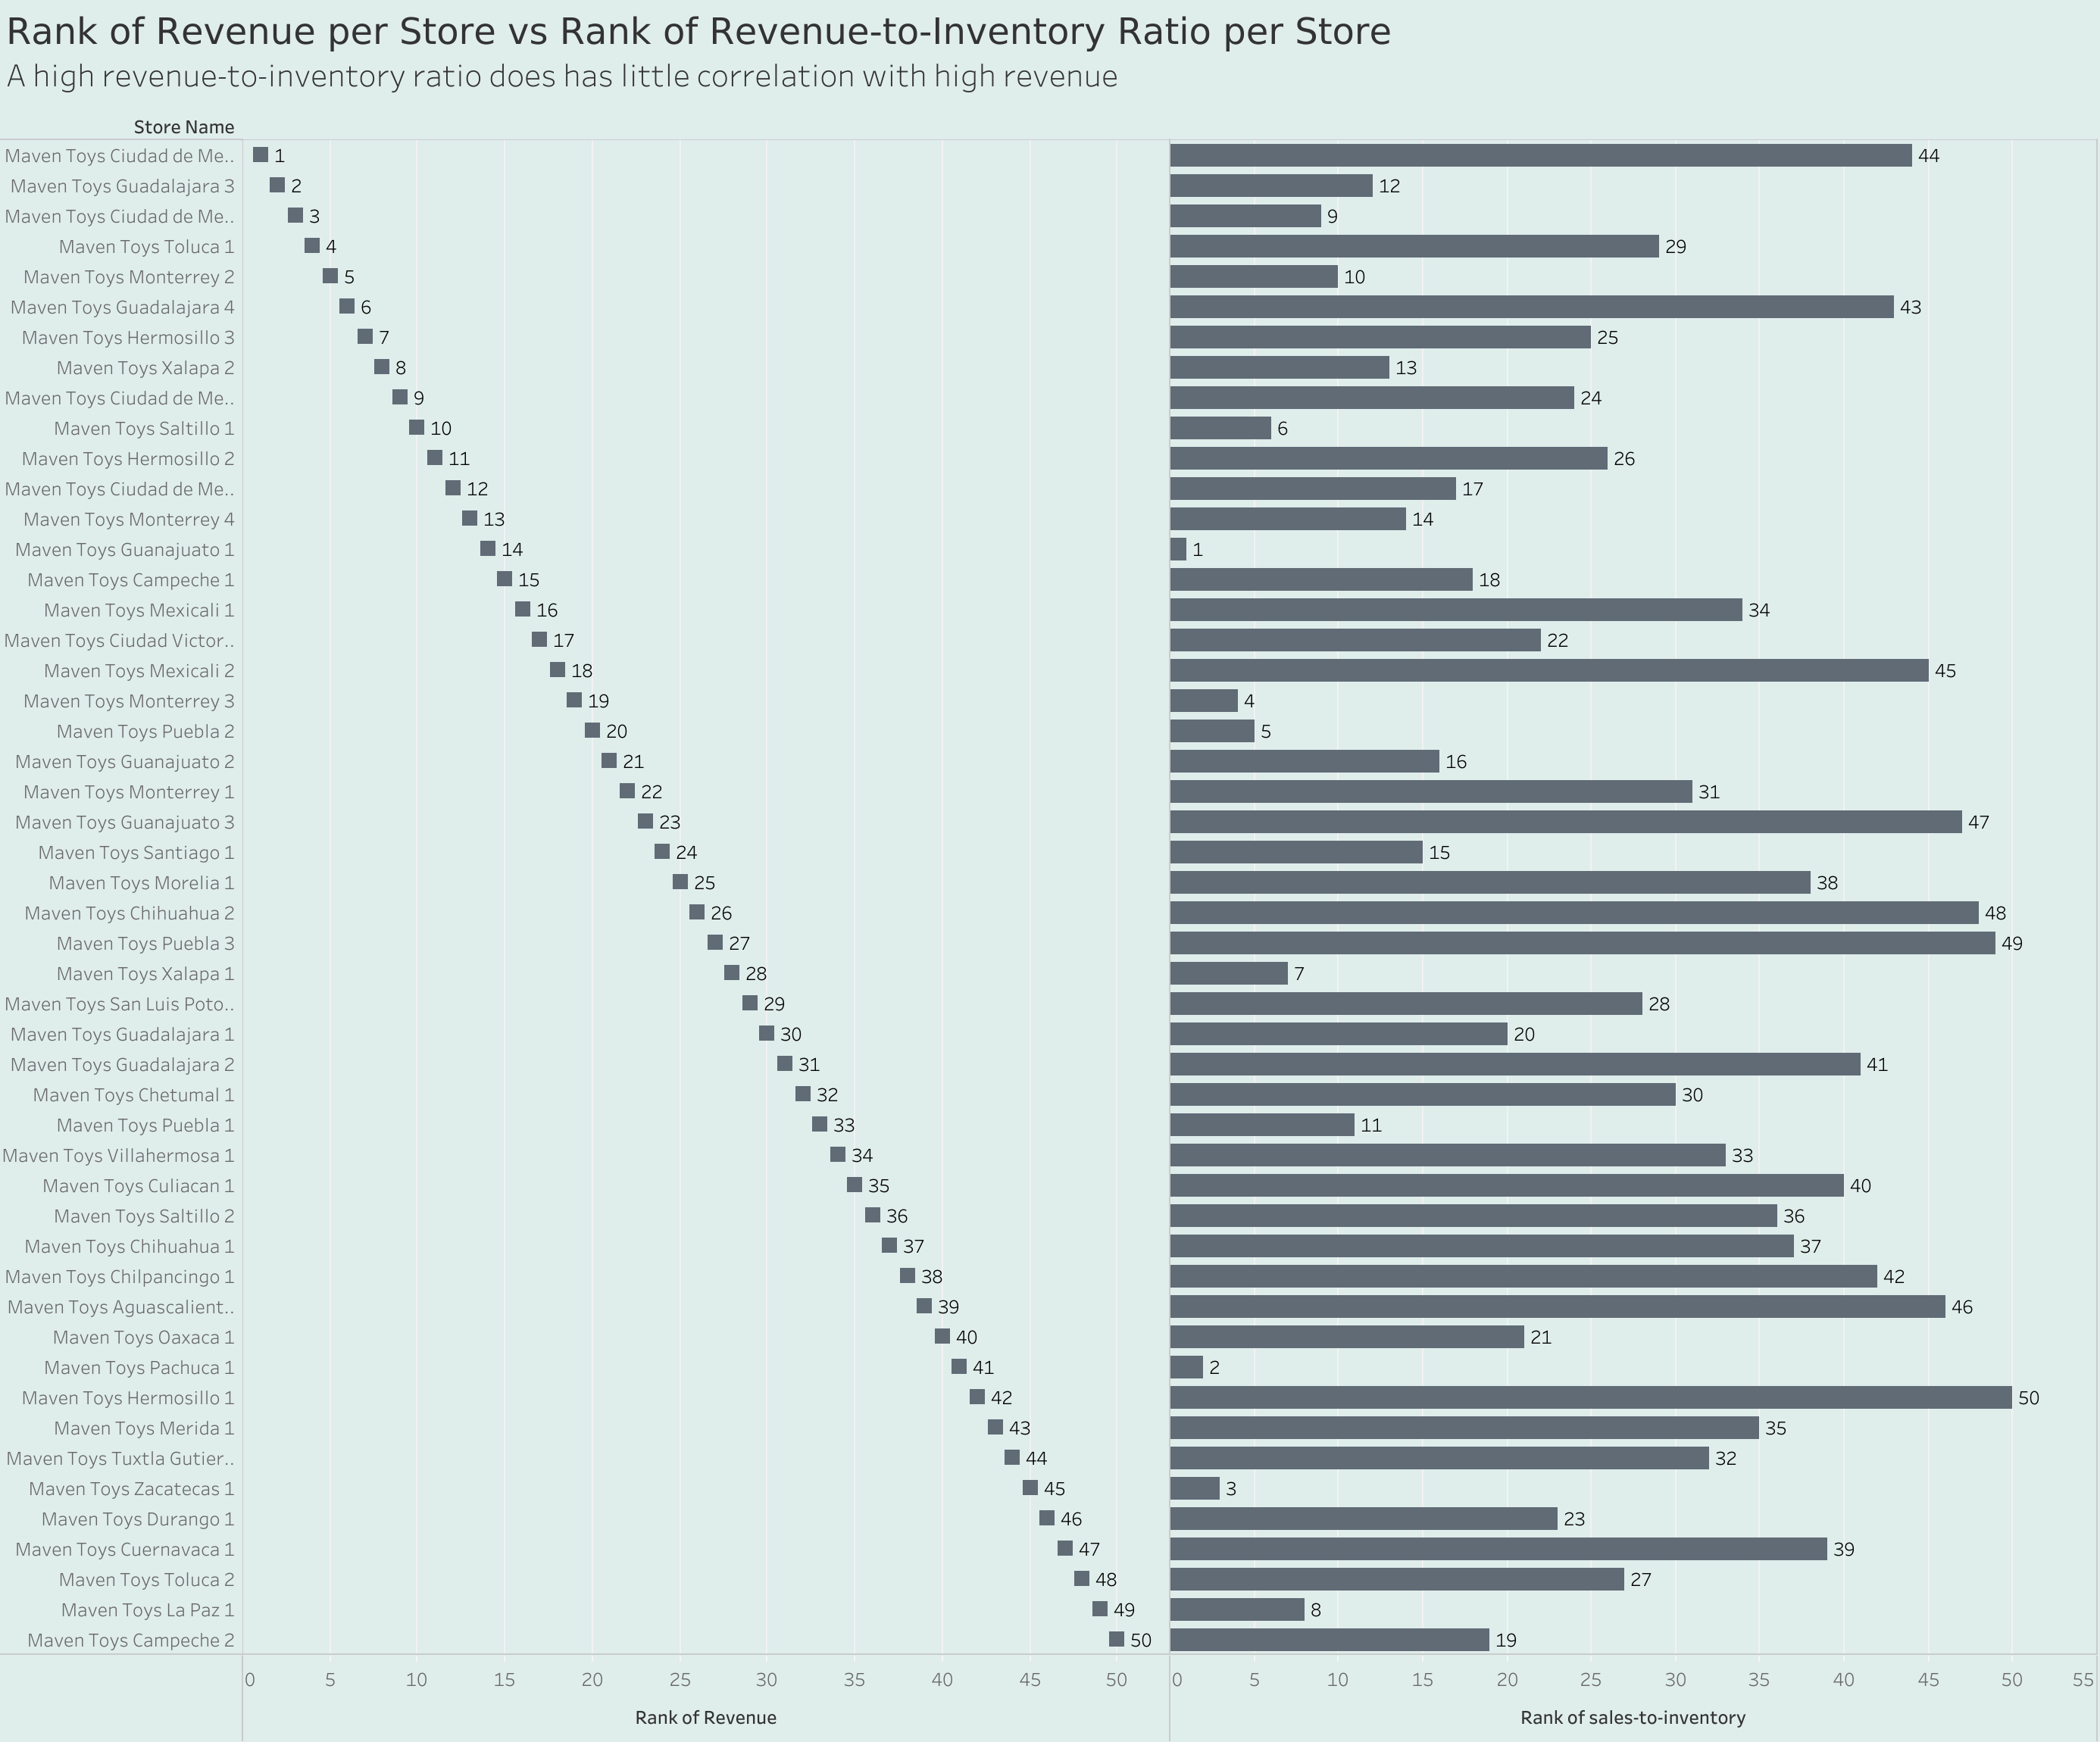 Rank of Revenue per Store vs Rank of Revenue-to-Inventory Ratio per Store
A high revenue-to-inventory ratio does has little correlation with high revenue
Store Name
Maven Toys Ciudad de Me.. 1 44
Maven Toys Guadalajara 3 2 12
Maven Toys Ciudad de Me.. 3 9
Maven Toys Toluca 1 4 29
Maven Toys Monterrey 2 5 10
Maven Toys Guadalajara 4 6 43
Maven Toys Hermosillo 3 7 25
Maven Toys Xalapa 2 8 13
Maven Toys Ciudad de Me.. 9 24
Maven Toys Saltillo 1 10 6
Maven Toys Hermosillo 2 11 26
Maven Toys Ciudad de Me.. 12 17
Maven Toys Monterrey 4 13 14
Maven Toys Guanajuato 1 14 1
Maven Toys Campeche 1 15 18
Maven Toys Mexicali 1 16 34
Maven Toys Ciudad Victor.. 17 22
Maven Toys Mexicali 2 18 45
Maven Toys Monterrey 3 19 4
Maven Toys Puebla 2 20 5
Maven Toys Guanajuato 2 21 16
Maven Toys Monterrey 1 22 31
Maven Toys Guanajuato 3 23 47
Maven Toys Santiago 1 24 15
Maven Toys Morelia 1 25 38
Maven Toys Chihuahua 2 26 48
Maven Toys Puebla 3 27 49
Maven Toys Xalapa 1 28 7
Maven Toys San Luis Poto.. 29 28
Maven Toys Guadalajara 1 30 20
Maven Toys Guadalajara 2 31 41
Maven Toys Chetumal 1 32 30
Maven Toys Puebla 1 33 11
Maven Toys Villahermosa 1 34 33
Maven Toys Culiacan 1 35 40
Maven Toys Saltillo 2 36 36
Maven Toys Chihuahua 1 37 37
Maven Toys Chilpancingo 1 38 42
Maven Toys Aguascalient.. 39 46
Maven Toys Oaxaca 1 40 21
Maven Toys Pachuca 1 41 2
Maven Toys Hermosillo 1 42 50
Maven Toys Merida 1 43 35
Maven Toys Tuxtla Gutier.. 44 32
Maven Toys Zacatecas 1 45 3
Maven Toys Durango 1 46 23
Maven Toys Cuernavaca 1 47 39
Maven Toys Toluca 2 48 27
Maven Toys La Paz 1 49 8
Maven Toys Campeche 2 50 19
0 5 10 15 20 25 30 35 40 45 50 0 5 10 15 20 25 30 35 40 45 50 55
Rank of Revenue Rank of sales-to-inventory